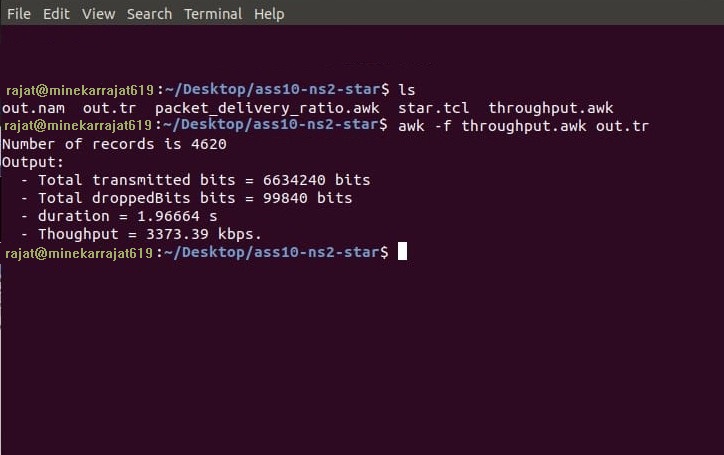 File Edit View Search Terminal Help
rajat@minekarrajat619:~/Desktop/ass10-ns2-star$ ls
out.nam out.tr packet_delivery_ratio.awk star.tcl throughput.awk
rajat@minekarrajat619:~/Desktop/ass10-ns2-star$ awk -f throughput.awk out.tr
Number of records is 4620
Output:
- Total transmitted bits = 6634240 bits
- Total droppedBits bits = 99840 bits
- duration = 1.96664 s
- Thoughput = 3373.39 kbps.
rajat@minekarrajat619:~/Desktop/ass10-ns2-star$